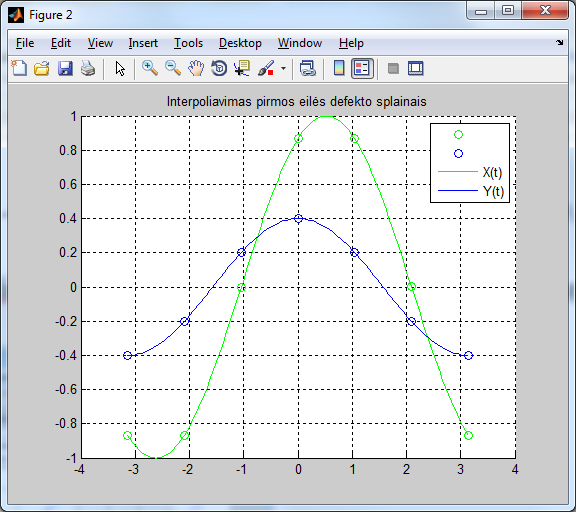 Figure 2
File Edit View Insert Tools Desktop Window Help
Interpoliavimas pirmos eilės defekto splainais
1
0.8
0.6
0.4
0.2
0
-0.2
-0.4
-0.6
-0.8
-1
X(t)
Y(t)
-4 -3 -2 -1 0 1 2 3 4